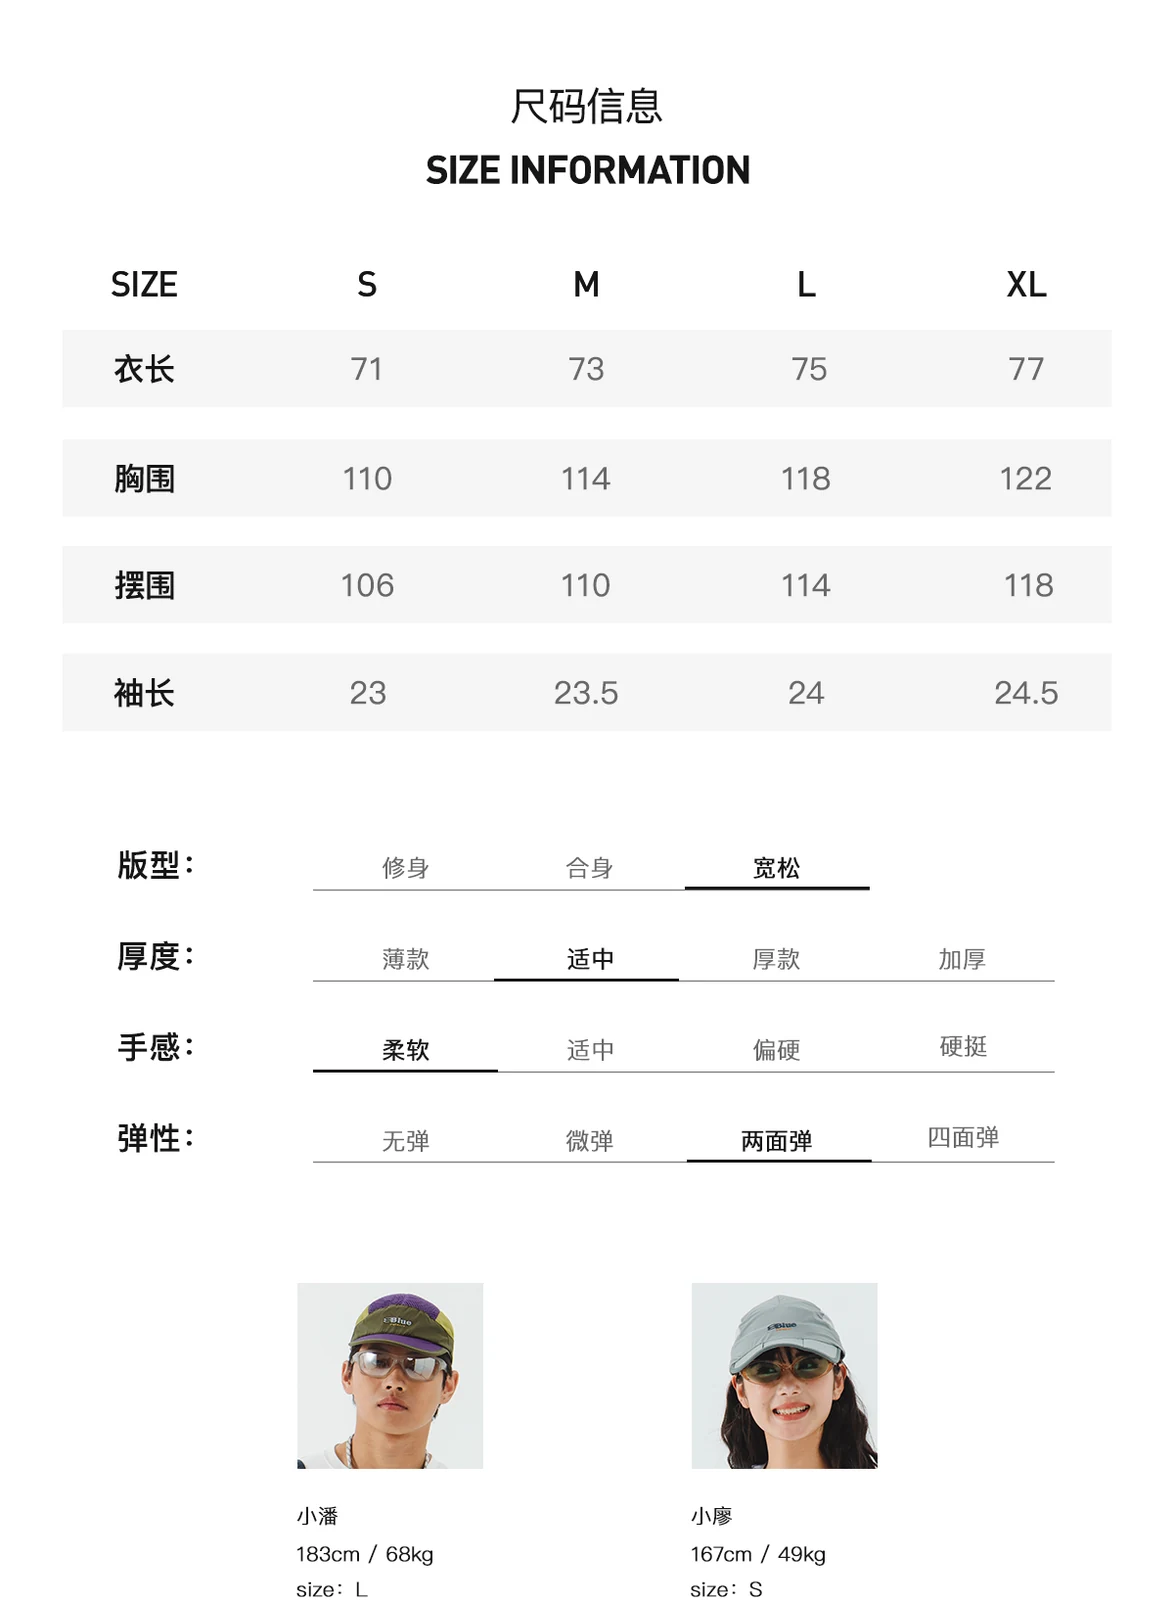 尺码信息
SIZE INFORMATION
SIZE S M L XL
衣长 71 73 75 77
胸围 110 114 118 122
摆围 106 110 114 118
袖长 23 23.5 24 24.5
版型： 修身 合身 宽松
厚度： 薄款 适中 厚款 加厚
手感： 柔软 适中 偏硬 硬挺
弹性： 无弹 微弹 两面弹 四面弹
Blue
Blue
小潘 小廖
183cm / 68kg 167cm / 49kg
size：L size：S